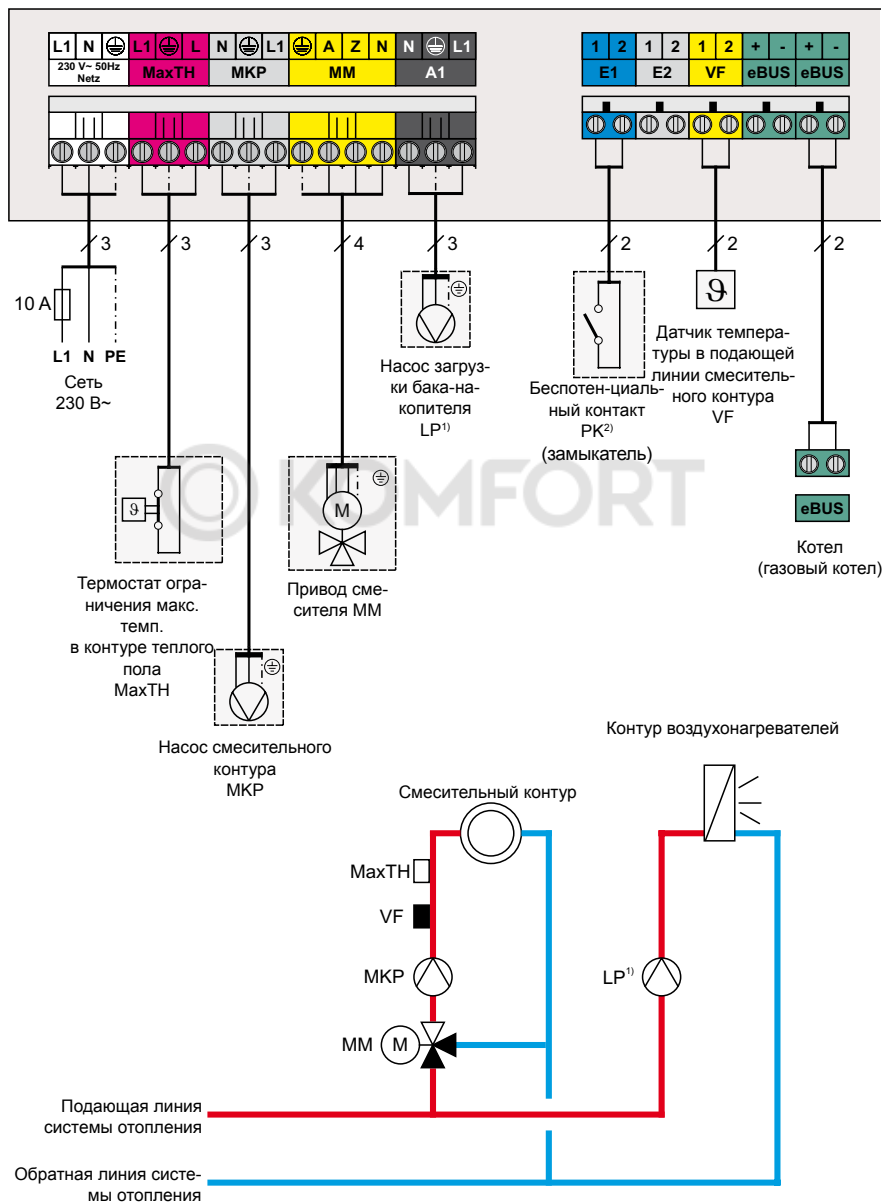 L1 N L1 L N L1 A Z N N L1
230 V~ 50Hz
Netz
MaxTH MKP MM A1
1 2 1 2 1 2 + - + -
E1 E2 VF eBUS eBUS
3 3 3 4 3 2 2 2
10 A
L1 N PE
Сеть
230 В~
Насос загруз-
ки бака-на-
копителя
LP1)
Беспотен-циаль-
ный контакт
PK2)
(замыкатель)
ϑ
Датчик темпера-
туры в подающей
линии смеситель-
ного контура
VF
© KOMFORT
eBUS
Котел
(газовый котел)
ϑ
Термостат огра-
ничения макс.
темп.
в контуре теплого
пола
MaxTH
M
Привод сме-
сителя ММ
Насос смесительного
контура
MKP
Контур воздухонагревателей
Смесительный контур
MaxTH
VF
MKP
LP1)
MM
M
Подающая линия
системы отопления
Обратная линия систе-
мы отопления